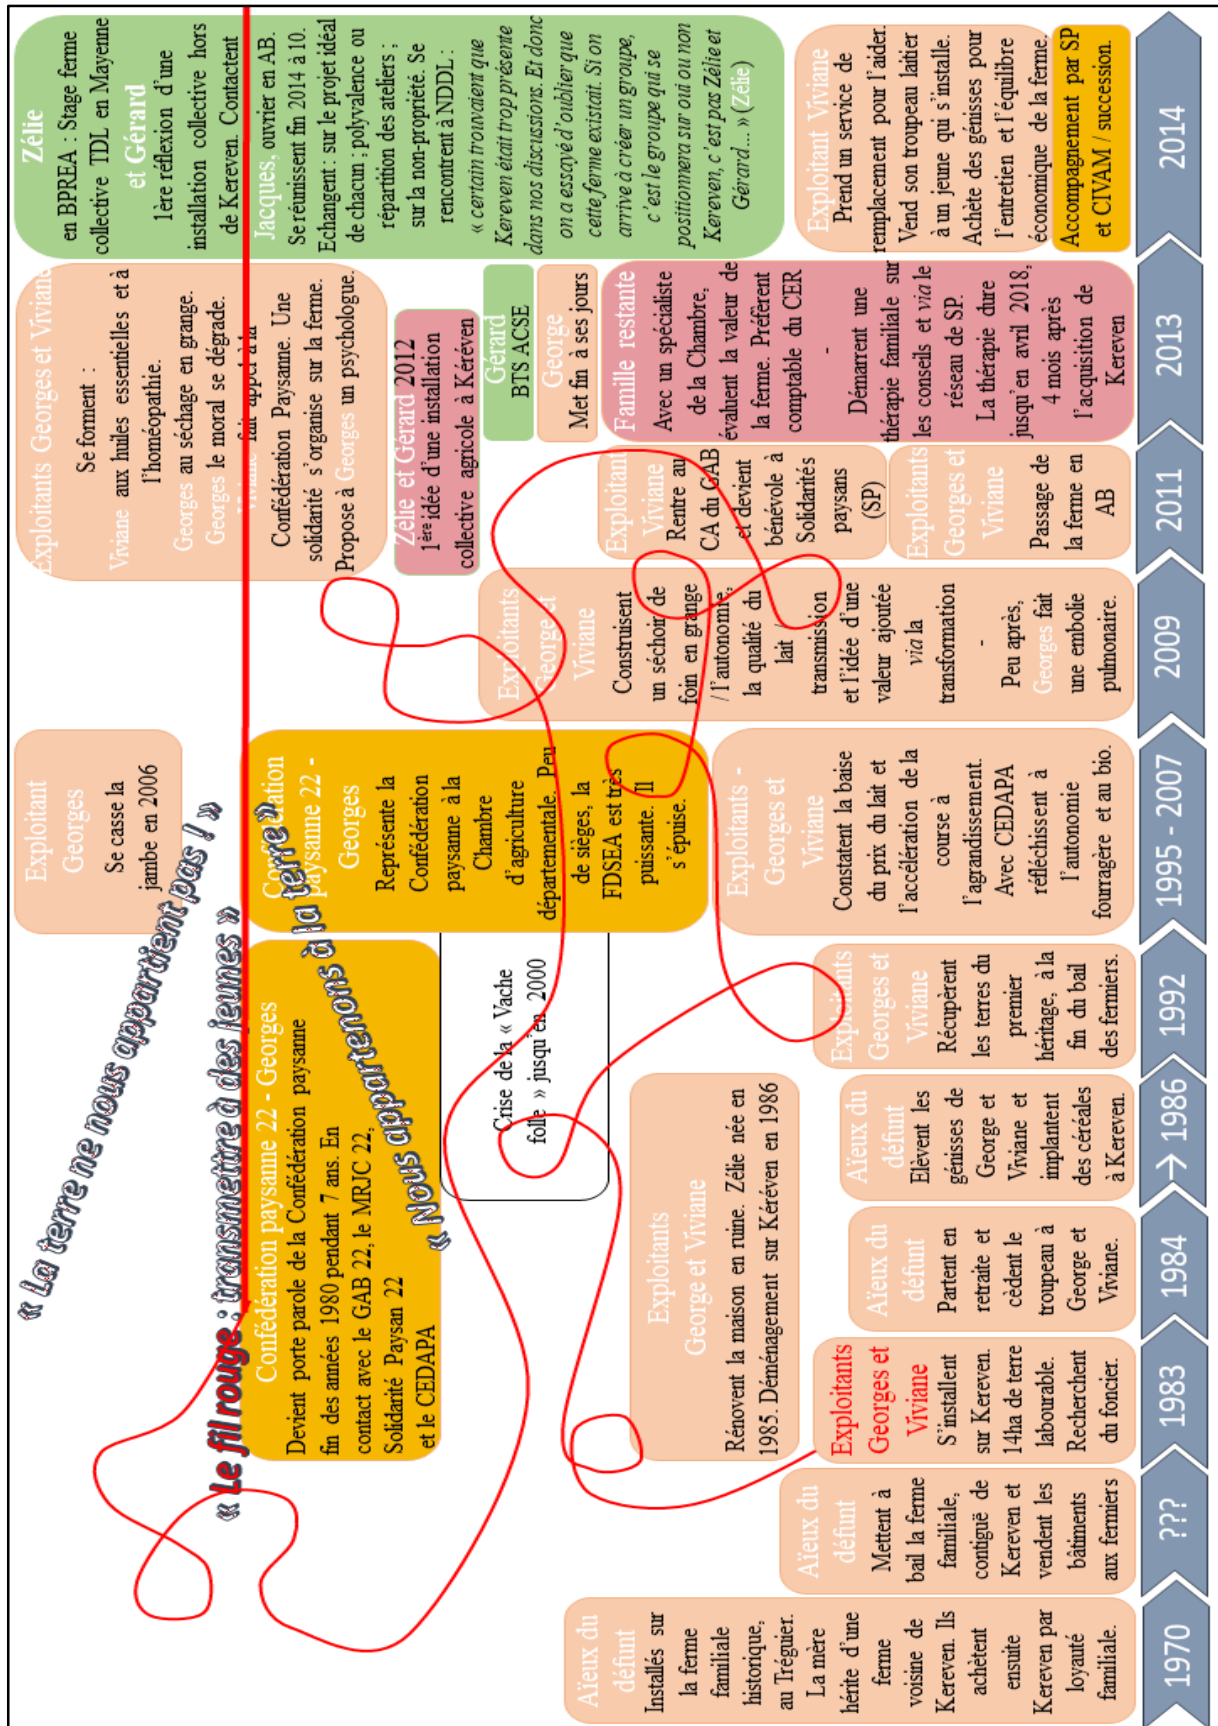 « La terre ne nous appartient pas ! »
« Le fil rouge : transmettre à des jeunes »
« Nous appartenons à la terre »
Aïeux du
défunt
Installés sur
la ferme
familiale
historique,
au Tréguier.
La mère
hérite d'une
ferme
voisine de
Kereven. Ils
achètent
ensuite
Kereven par
loyauté
familiale.
Aïeux du
défunt
Mettent à
bail la ferme
familiale,
contiguë de
Kereven et
vendent les
bâtiments
aux fermiers
Exploitants
Georges et
Viviane
S'installent
sur Kereven.
14ha de terre
labourable.
Recherchent
du foncier.
Exploitants
George et Viviane
Rénovent la maison en ruine. Zélie née en
1985. Déménagement sur Kéréven en 1986
Aïeux du
défunt
Partent en
retraite et
cèdent le
troupeau à
George et
Viviane.
Aïeux du
défunt
Elèvent les
génisses de
George et
Viviane et
implantent
des céréales
à Kereven.
Confédération paysanne 22 - Georges
Devient porte parole de la Confédération paysanne
fin des années 1980 pendant 7 ans. En
contact avec le GAB 22, le MRJC 22,
Solidarité Paysan 22
et le CEDAPA
Crise de la « Vache
folle » jusqu'en 2000
Exploitants
Georges et
Viviane
Récupèrent
les terres du
premier
héritage, à la
fin du bail
des fermiers.
Exploitant
Georges
Se casse la
jambe en 2006
Confédération
paysanne 22 -
Georges
Représente la
Confédération
paysanne à la
Chambre
d'agriculture
départementale. Peu
de sièges, la
FDSEA est très
puissante. Il
s'épuise.
Exploitants -
Georges et
Viviane
Constatent la baise
du prix du lait et
l'accélération de la
course à
l'agrandissement.
Avec CEDAPA
réfléchissent à
l'autonomie
fourragère et au bio.
Exploitants
George et
Viviane
Construisent
un séchoir de
foin en grange
/ l'autonomie,
la qualité du
lait /
transmission
et l'idée d'une
valeur ajoutée
via la
transformation
-
Peu après,
Georges fait
une embolie
pulmonaire.
Exploitants Georges et Viviane
Se forment :
Viviane aux huiles essentielles et à
l'homéopathie.
Georges au séchage en grange.
Georges le moral se dégrade.
Viviane fait appel à la
Confédération Paysanne. Une
solidarité s'organise sur la ferme.
Propose à Georges un psychologue.
Zélie et Gérard 2012
1ère idée d'une installation
collective agricole à Kéréven
Exploitant
Viviane
Rentre au
CA du GAB
et devient
bénévole à
Solidarités
paysans
(SP)
Exploitants
Georges et
Viviane
Passage de
la ferme en
AB
Gérard
BTS ACSE
George
Met fin à ses jours
Famille restante
Avec un spécialiste
de la Chambre,
évaluent la valeur de
la ferme. Préfèrent
comptable du CER
-
Démarrent une
thérapie familiale sur
les conseils et via le
réseau de SP.
La thérapie dure
jusqu'en avril 2018,
4 mois après
l'acquisition de
Kereven
Zélie
en BPREA : Stage ferme
collective TDL en Mayenne
et Gérard
1ère réflexion d'une
installation collective hors
de Kereven. Contactent
Jacques, ouvrier en AB.
Se réunissent fin 2014 à 10.
Echangent : sur le projet idéal
de chacun ; polyvalence ou
répartition des ateliers ;
sur la non-propriété. Se
rencontrent à NDDL :
« certain trouvaient que
Kereven était trop présente
dans nos discussions. Et donc
on a essayé d'oublier que
cette ferme existait. Si on
arrive à créer un groupe,
c'est le groupe qui se
positionnera sur oui ou non
Kereven, c'est pas Zélie et
Gérard… » (Zélie)
Exploitant Viviane
Prend un service de
remplacement pour l'aider.
Vend son troupeau laitier
à un jeune qui s'installe.
Achète des génisses pour
l'entretien et l'équilibre
économique de la ferme.
Accompagnement par SP
et CIVAM / succession.
1970
???
1983
1984
→ 1986
1992
1995 - 2007
2009
2011
2013
2014